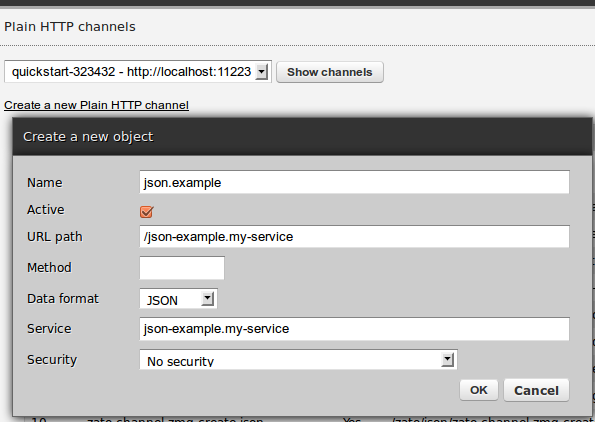 Plain HTTP channels
quickstart-323432 - http://localhost:11223 Show channels
Create a new Plain HTTP channel
Create a new object
Name json.example
Active
URL path /json-example.my-service
Method
Data format JSON
Service json-example.my-service
Security No security
OK Cancel